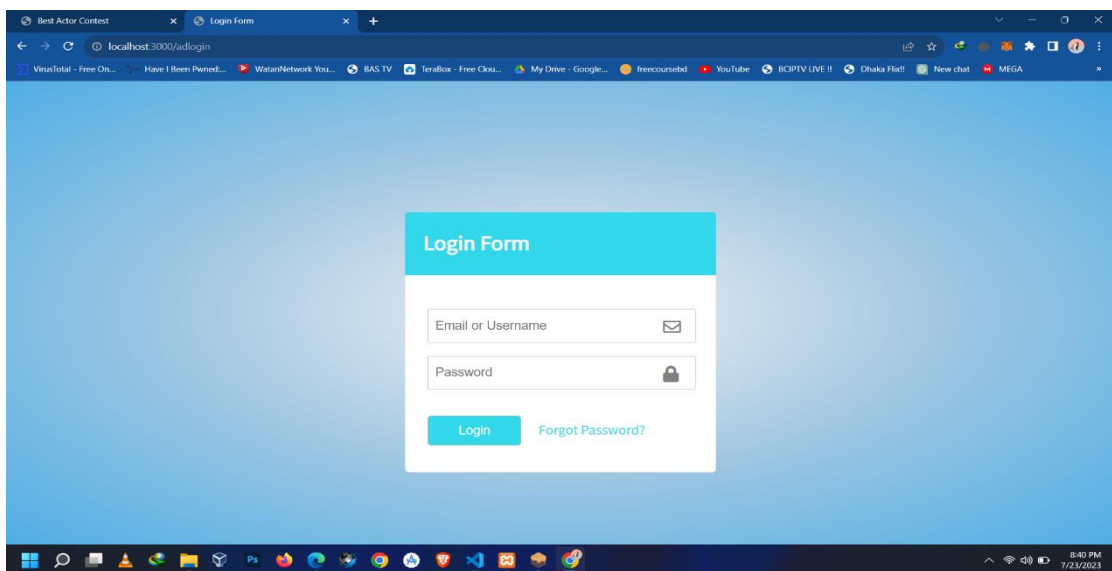 Best Actor Contest
Login Form
localhost:3000/adlogin
VirusTotal - Free On... Have I Been Pwned:... WatanNetwork You... BAS TV TeraBox - Free Clou... My Drive - Google... freecoursebd YouTube BCIPTV LIVE !! Dhaka Flix!! New chat MEGA
Login Form
Email or Username
Password
Login Forgot Password?
Ps
8:40 PM
7/23/2023